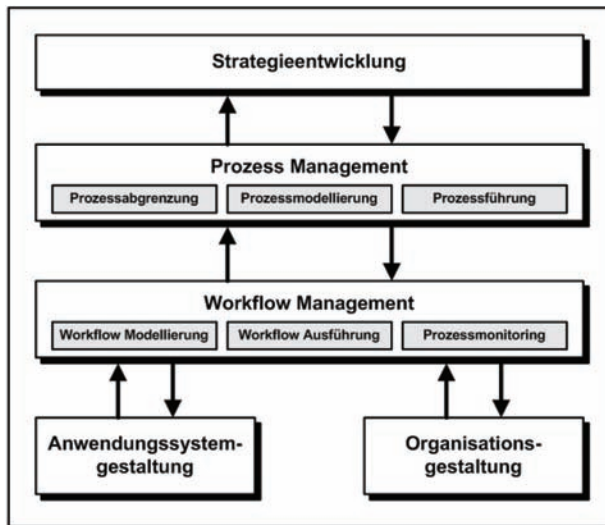 Strategieentwicklung
Prozess Management
Prozessabgrenzung Prozessmodellierung Prozessführung
Workflow Management
Workflow Modellierung Workflow Ausführung Prozessmonitoring
Anwendungssystem-
gestaltung
Organisations-
gestaltung